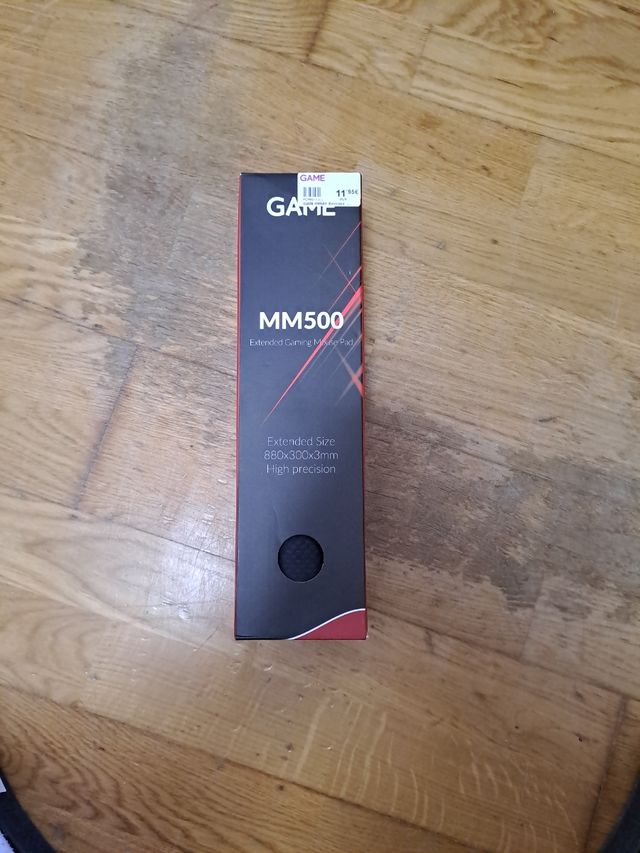 GAME
11'95€
GAME
MM500
Extended Gaming Mouse Pad
Extended Size
880x300x3mm
High precision